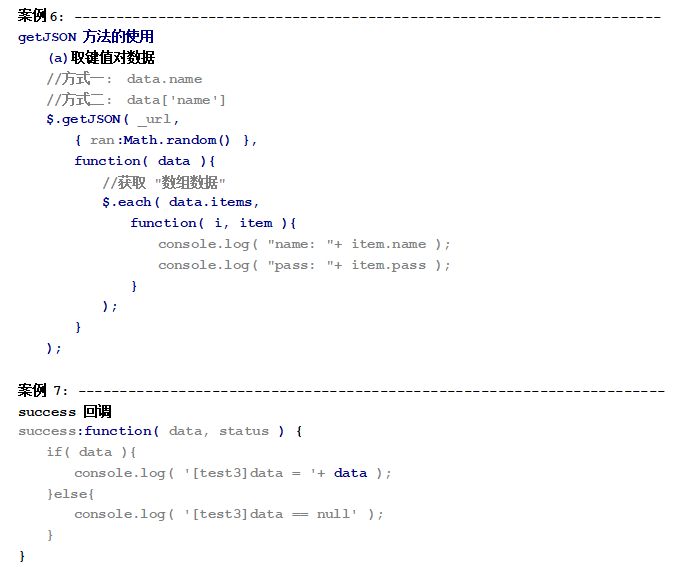 案例6: ----------------------------------------------------------------------
getJSON 方法的使用
(a)取键值对数据
//方式一： data.name
//方式二： data['name']
$.getJSON( _url,
{ ran:Math.random() },
function( data ){
//获取 "数组数据"
$.each( data.items,
function( i, item ){
console.log( "name: "+ item.name );
console.log( "pass: "+ item.pass );
}
);
}
);
案例 7: ----------------------------------------------------------------------
success 回调
success:function( data, status ) {
if( data ){
console.log( '[test3]data = '+ data );
}else{
console.log( '[test3]data == null' );
}
}